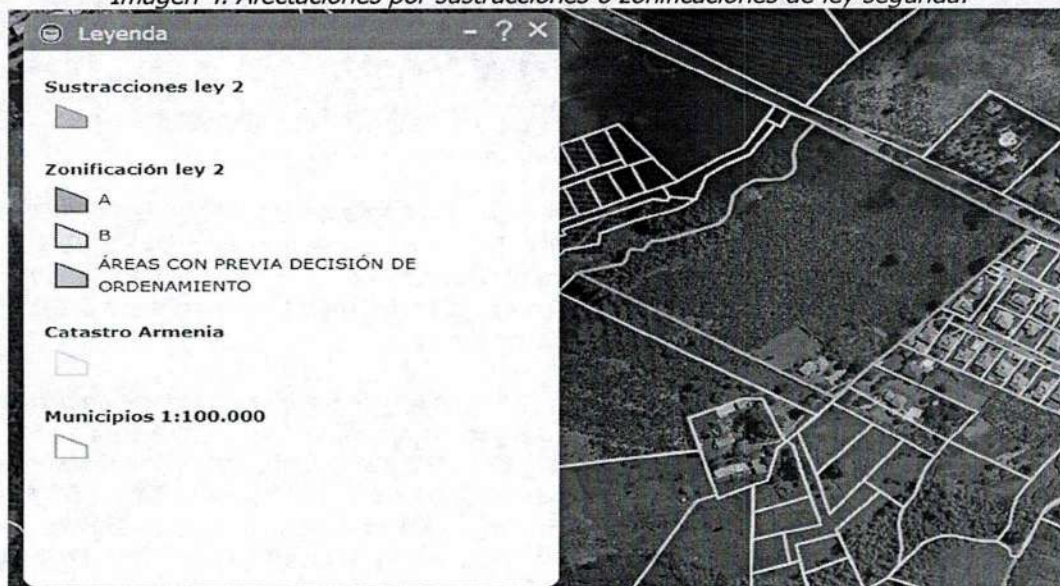 Imagen 4. Afectaciones por sustracciones o zonificaciones de ley segunda.
Leyenda
Sustracciones ley 2
Zonificación ley 2
A
B
ÁREAS CON PREVIA DECISIÓN DE
ORDENAMIENTO
Catastro Armenia
Municipios 1:100.000